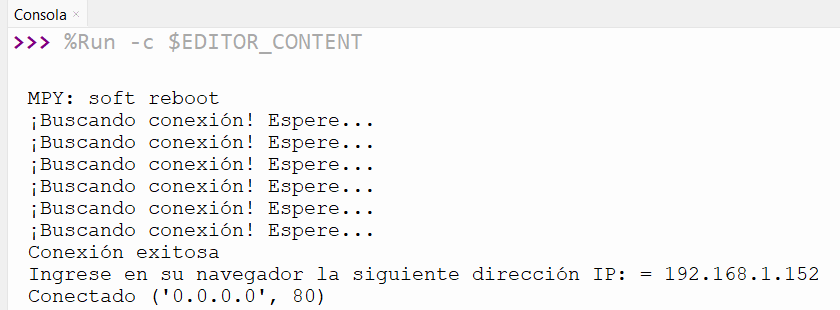 Consola ×
>>> %Run -c $EDITOR_CONTENT
MPY: soft reboot
¡Buscando conexión! Espere...
¡Buscando conexión! Espere...
¡Buscando conexión! Espere...
¡Buscando conexión! Espere...
¡Buscando conexión! Espere...
¡Buscando conexión! Espere...
Conexión exitosa
Ingrese en su navegador la siguiente dirección IP: = 192.168.1.152
Conectado ('0.0.0.0', 80)